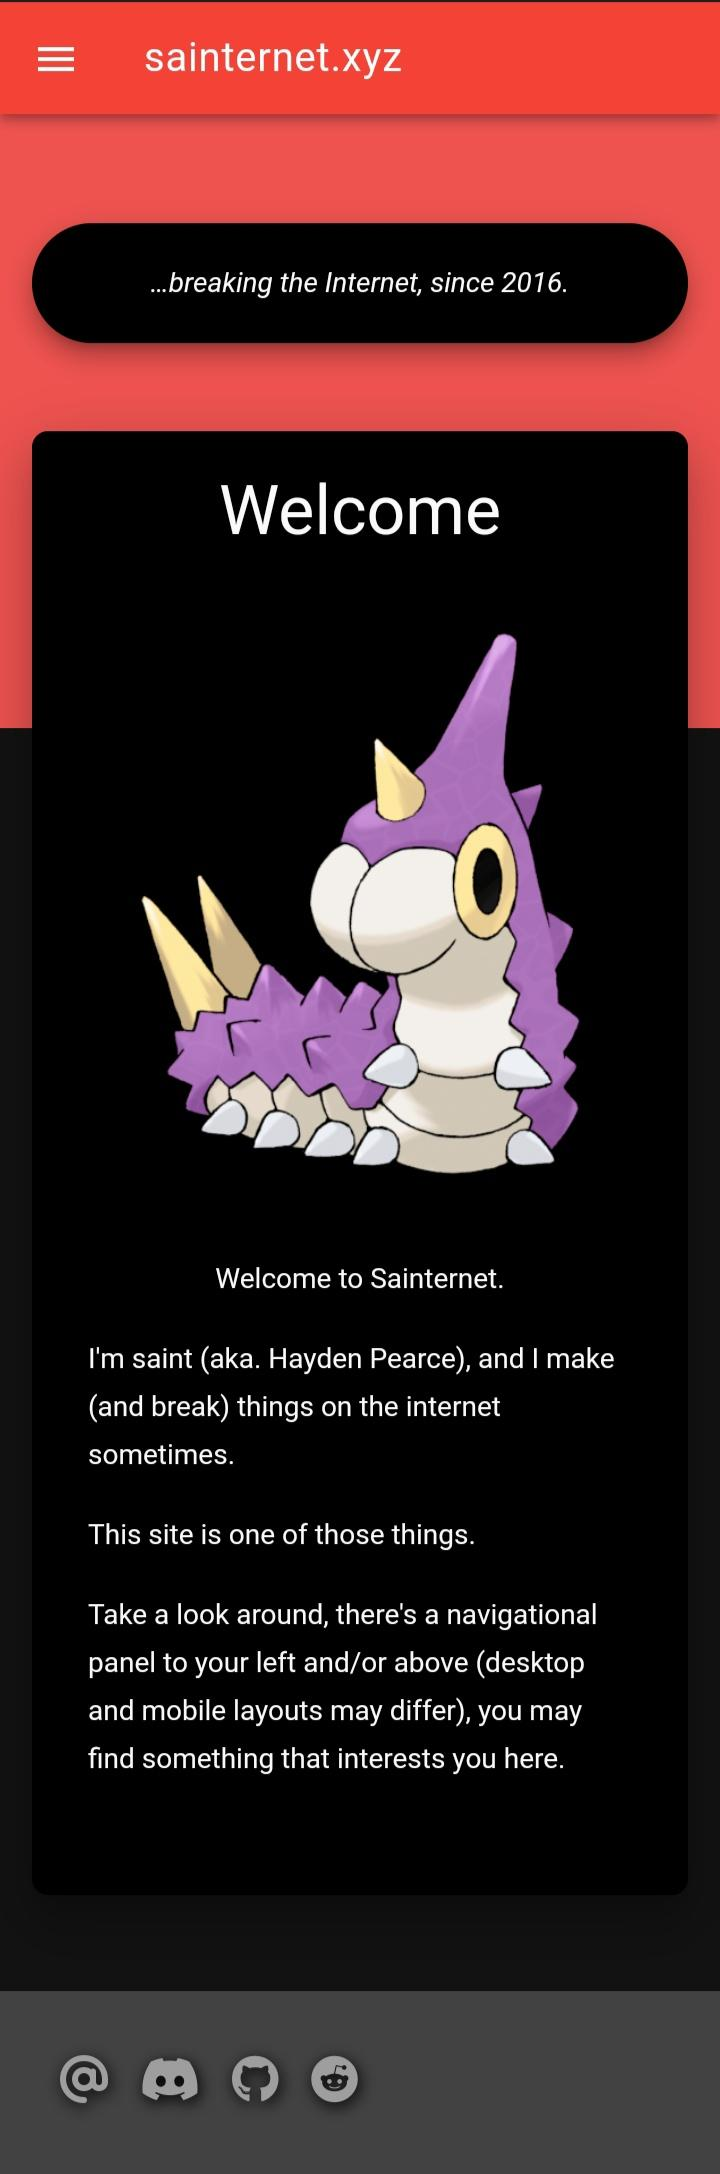 sainternet.xyz
...breaking the Internet, since 2016.
Welcome
Welcome to Sainternet.
I'm saint (aka. Hayden Pearce), and I make
(and break) things on the internet
sometimes.
This site is one of those things.
Take a look around, there's a navigational
panel to your left and/or above (desktop
and mobile layouts may differ), you may
find something that interests you here.